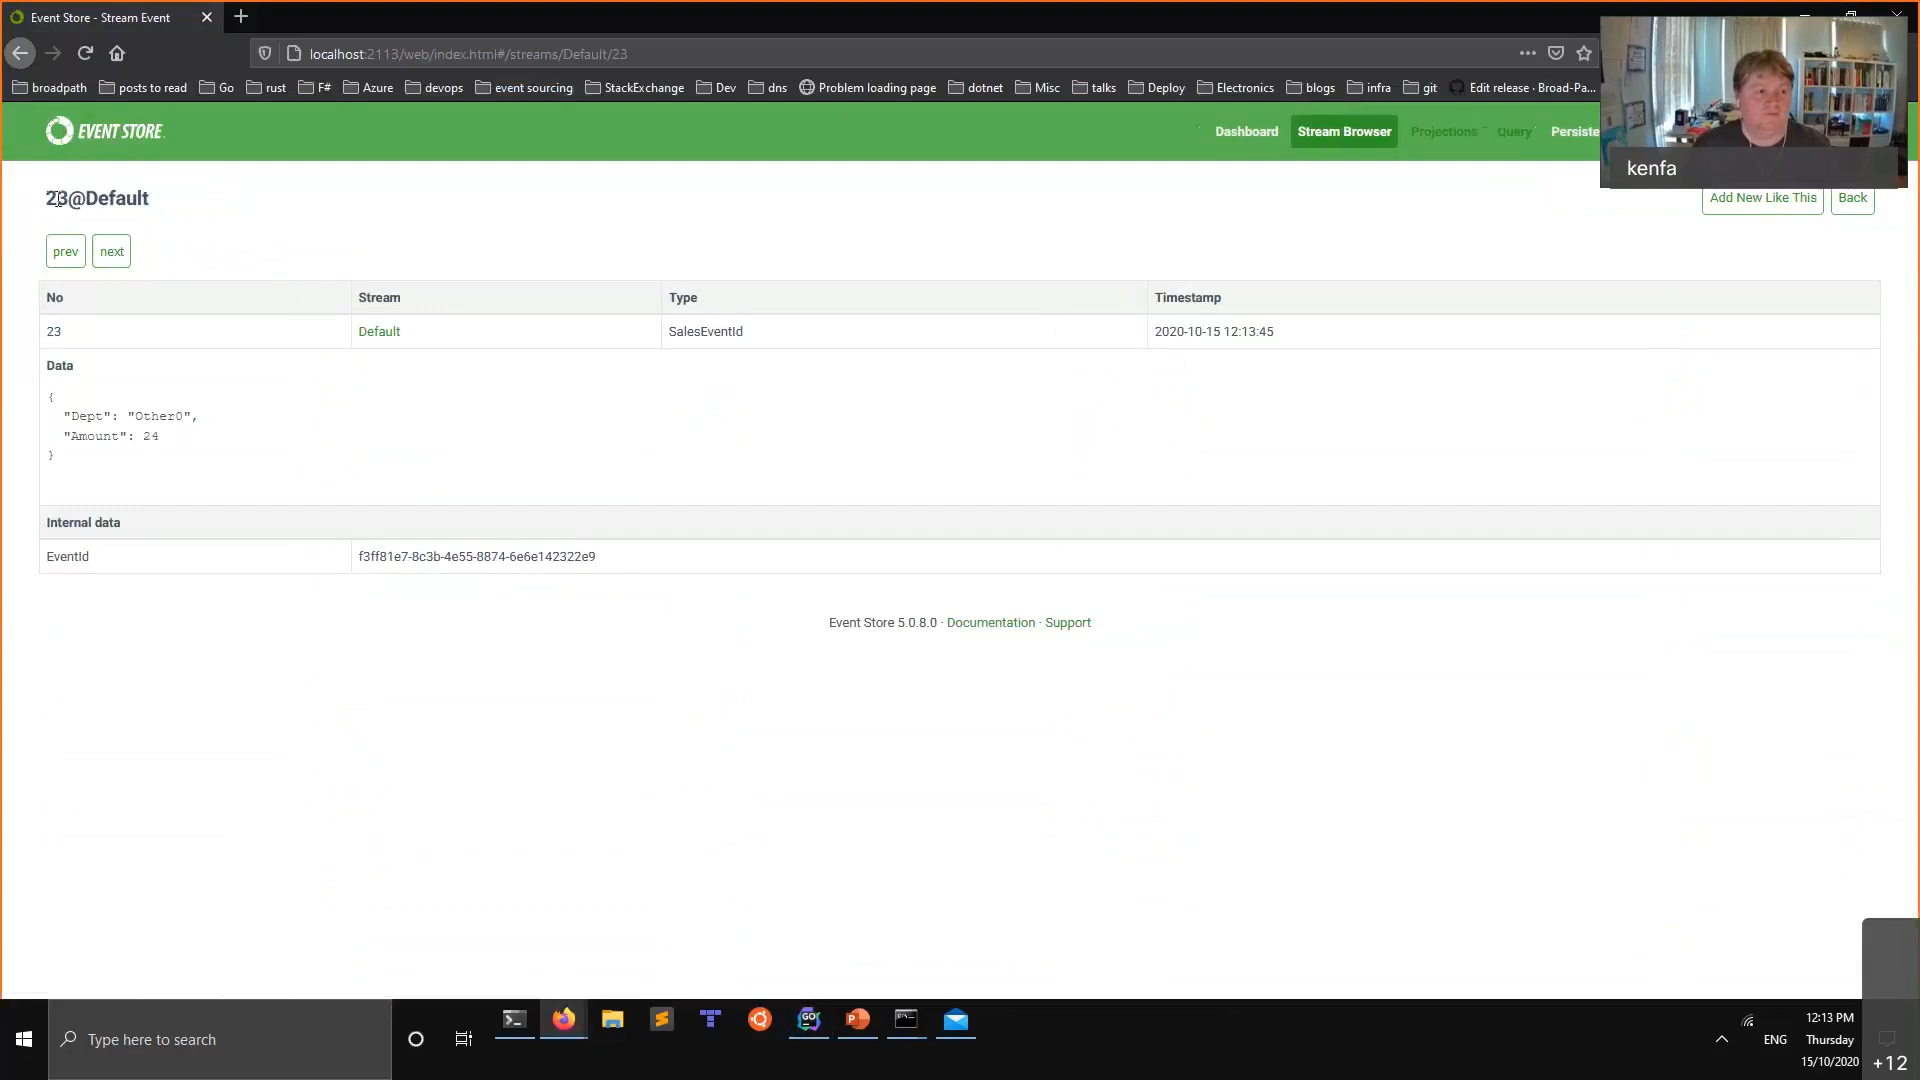 Event Store - Stream Event
localhost:2113/web/index.html#/streams/Default/23
broadpath posts to read Go rust F# Azure devops event sourcing StackExchange Dev dns Problem loading page dotnet Misc talks Deploy Electronics blogs infra git Edit release · Broad-Pa...
EVENT STORE
Dashboard Stream Browser Projections Query Persiste
kenfa
23@Default
Add New Like This Back
prev next
No Stream Type Timestamp
23 Default SalesEventId 2020-10-15 12:13:45
Data
{
"Dept": "Other0",
"Amount": 24
}
Internal data
EventId f3ff81e7-8c3b-4e55-8874-6e6e142322e9
Event Store 5.0.8.0 · Documentation · Support
Type here to search
12:13 PM
ENG Thursday
15/10/2020
+12